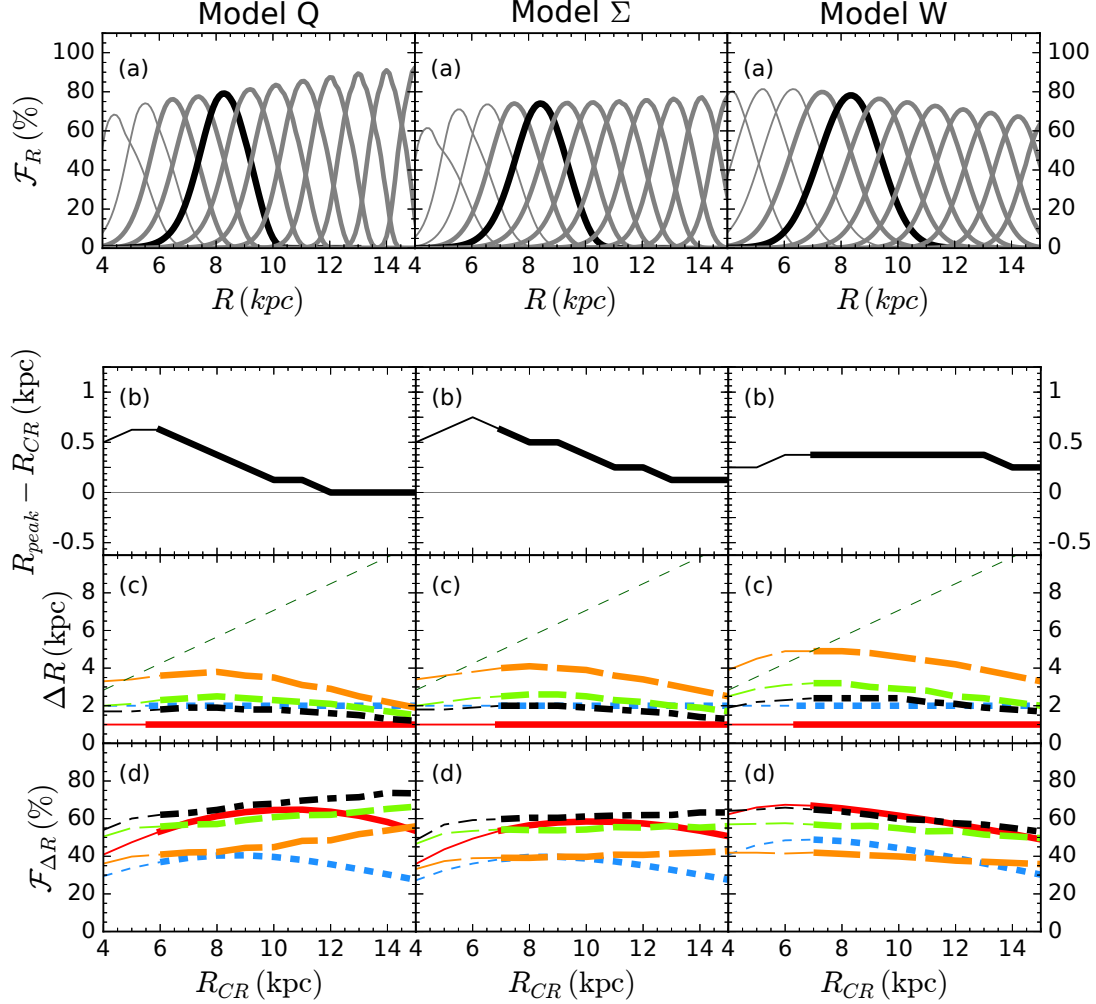 Model Q Model Σ Model W
(a) (a) (a)
100 80 60 40 20 0
ℱ_R (%)
100 80 60 40 20 0
4 6 8 10 12 14 4 6 8 10 12 14 4 6 8 10 12 14
R (kpc) R (kpc) R (kpc)
(b) (b) (b)
1 0.5 0 -0.5
R_peak − R_CR (kpc)
1 0.5 0 -0.5
(c) (c) (c)
8 6 4 2 0
ΔR (kpc)
8 6 4 2 0
(d) (d) (d)
80 60 40 20 0
ℱ_ΔR (%)
80 60 40 20 0
4 6 8 10 12 14 4 6 8 10 12 14 4 6 8 10 12 14
R_CR (kpc) R_CR (kpc) R_CR (kpc)